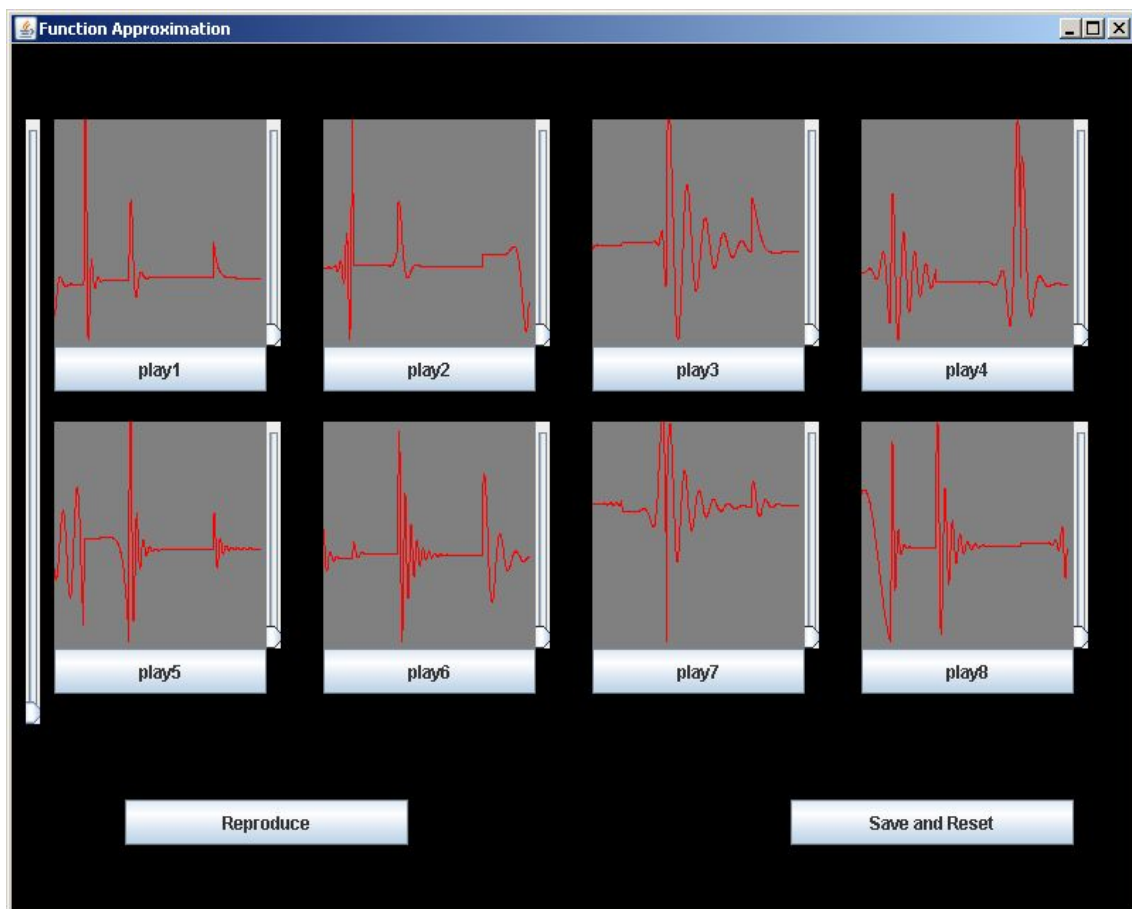 Function Approximation
play1
play2
play3
play4
play5
play6
play7
play8
Reproduce
Save and Reset